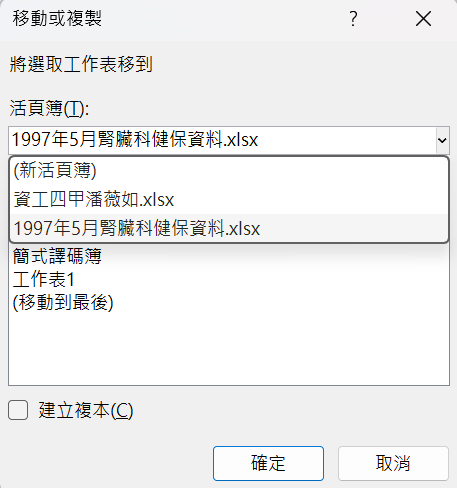 移動或複製
?
將選取工作表移到
活頁簿(T):
1997年5月腎臟科健保資料.xlsx
(新活頁簿)
資工四甲潘薇如.xlsx
1997年5月腎臟科健保資料.xlsx
簡式譯碼簿
工作表1
(移動到最後)
建立複本(C)
確定
取消